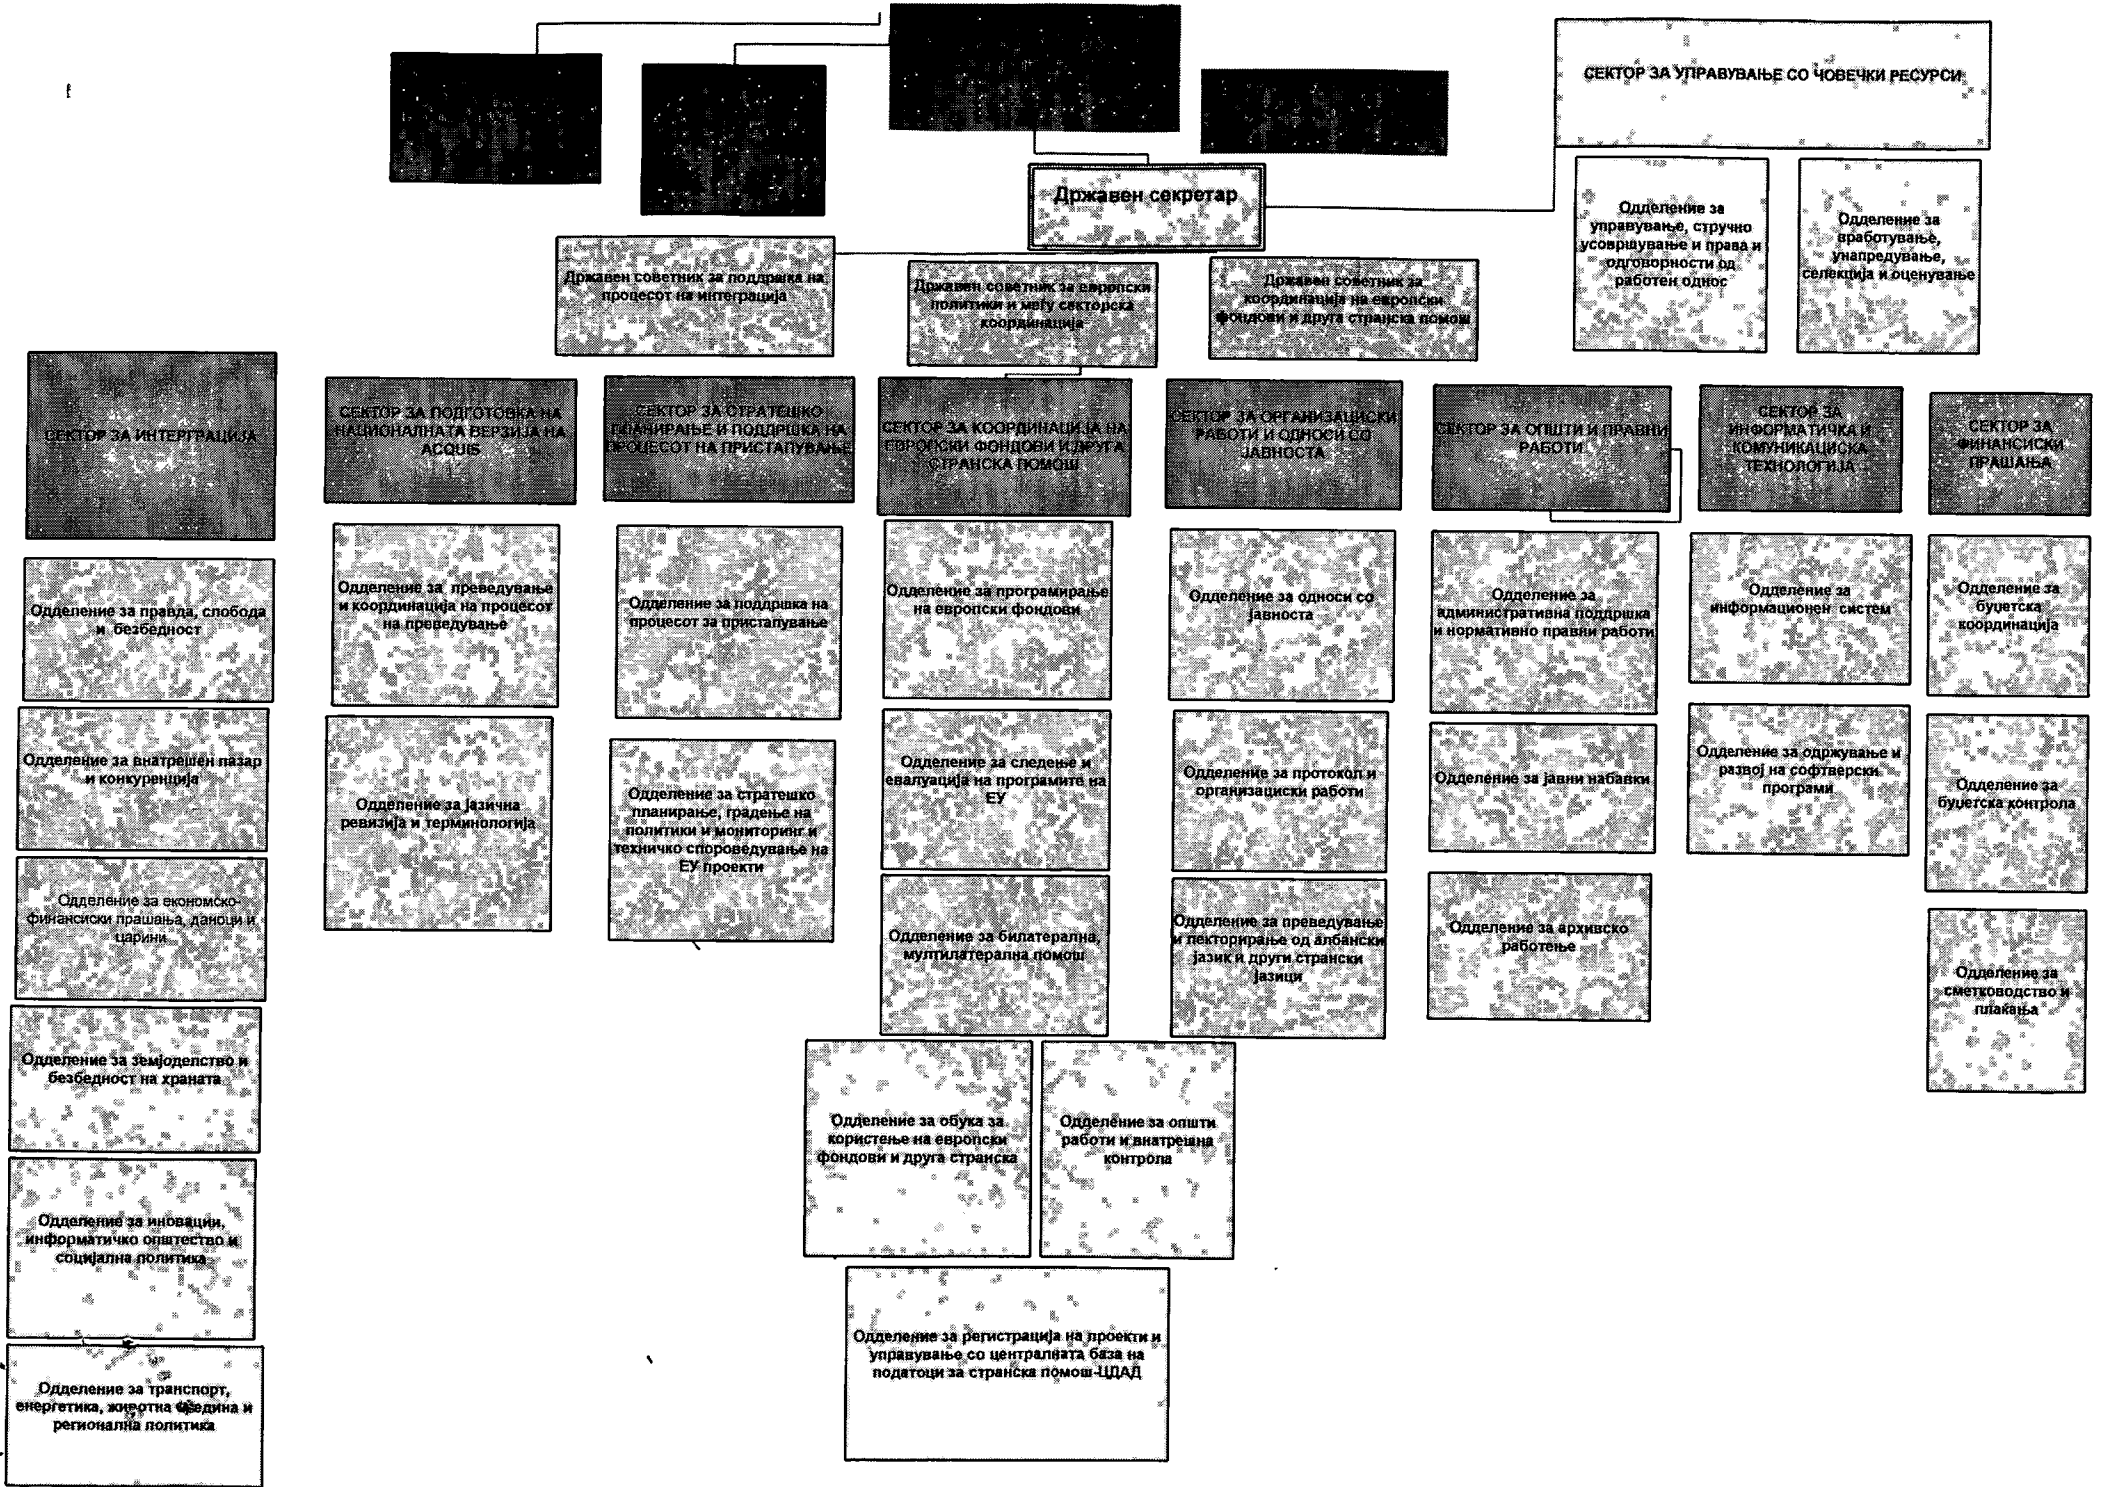 СЕКТОР ЗА УПРАВУВАЊЕ СО ЧОВЕЧКИ РЕСУРСИ
Државен секретар
Одделение за
управување, стручно
усовршување и права и
одговорности од
работен однос
Одделение за
вработување,
унапредување,
селекција и оценување
Државен советник за поддршка на
процесот на интеграција
Државен советник за европски
политики и меѓу секторска
координација
Државен советник за
координација на европски
фондови и друга странска помош
СЕКТОР ЗА ИНТЕРГРАЦИЈА
СЕКТОР ЗА ПОДГОТОВКА НА
НАЦИОНАЛНАТА ВЕРЗИЈА НА
ACQUIS
СЕКТОР ЗА СТРАТЕШКО
ПЛАНИРАЊЕ И ПОДДРШКА НА
ПРОЦЕСОТ НА ПРИСТАПУВАЊЕ
СЕКТОР ЗА КООРДИНАЦИЈА НА
ЕВРОПСКИ ФОНДОВИ И ДРУГА
СТРАНСКА ПОМОШ
СЕКТОР ЗА ОРГАНИЗАЦИСКИ
РАБОТИ И ОДНОСИ СО
ЈАВНОСТА
СЕКТОР ЗА ОПШТИ И ПРАВНИ
РАБОТИ
СЕКТОР ЗА
ИНФОРМАТИЧКА И
КОМУНИКАЦИСКА
ТЕХНОЛОГИЈА
СЕКТОР ЗА
ФИНАНСИСКИ
ПРАШАЊА
Одделение за правда, слобода
и безбедност
Одделение за внатрешен пазар
и конкуренција
Одделение за економско-
финансиски прашања, даноци и
царини
Одделение за земјоделство и
безбедност на храната
Одделение за иновации,
информатичко општество и
социјална политика
Одделение за транспорт,
енергетика, животна средина и
регионална политика
Одделение за преведување
и координација на процесот
на преведување
Одделение за јазична
ревизија и терминологија
Одделение за поддршка на
процесот за пристапување
Одделение за стратешко
планирање, градење на
политики и мониторинг и
техничко спороведување на
ЕУ проекти
Одделение за програмирање
на европски фондови
Одделение за следење и
евалуација на програмите на
ЕУ
Одделение за билатерална,
мултилатерална помош
Одделение за обука за
користење на европски
фондови и друга странска
Одделение за општи
работи и внатрешна
контрола
Одделение за регистрација на проекти и
управување со централната база на
податоци за странска помош-ЦДАД
Одделение за односи со
јавноста
Одделение за протокол и
организациски работи
Одделение за преведување
и лекторирање од албански
јазик и други странски
јазици
Одделение за
административна поддршка
и нормативно правни работи
Одделение за јавни набавки
Одделение за архивско
работење
Одделение за
информационен систем
Одделение за одржување и
развој на софтверски
програми
Одделение за
буџетска
координација
Одделение за
буџетска контрола
Одделение за
сметководство и
плаќања